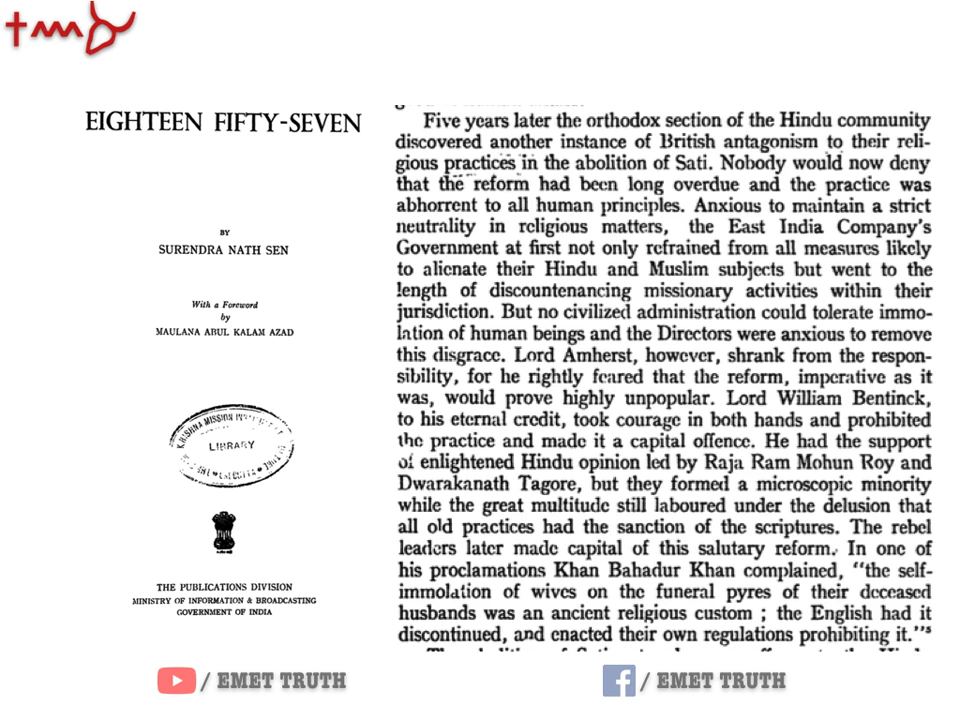 EIGHTEEN FIFTY-SEVEN
BY
SURENDRA NATH SEN
With a Foreword
by
MAULANA ABUL KALAM AZAD
LIBRARY
THE PUBLICATIONS DIVISION
MINISTRY OF INFORMATION & BROADCASTING
GOVERNMENT OF INDIA
Five years later the orthodox section of the Hindu community
discovered another instance of British antagonism to their reli-
gious practices in the abolition of Sati. Nobody would now deny
that the reform had been long overdue and the practice was
abhorrent to all human principles. Anxious to maintain a strict
neutrality in religious matters, the East India Company's
Government at first not only refrained from all measures likely
to alienate their Hindu and Muslim subjects but went to the
length of discountenancing missionary activities within their
jurisdiction. But no civilized administration could tolerate immo-
lation of human beings and the Directors were anxious to remove
this disgrace. Lord Amherst, however, shrank from the respon-
sibility, for he rightly feared that the reform, imperative as it
was, would prove highly unpopular. Lord William Bentinck,
to his eternal credit, took courage in both hands and prohibited
the practice and made it a capital offence. He had the support
of enlightened Hindu opinion led by Raja Ram Mohun Roy and
Dwarakanath Tagore, but they formed a microscopic minority
while the great multitude still laboured under the delusion that
all old practices had the sanction of the scriptures. The rebel
leaders later made capital of this salutary reform. In one of
his proclamations Khan Bahadur Khan complained, "the self-
immolation of wives on the funeral pyres of their deceased
husbands was an ancient religious custom ; the English had it
discontinued, and enacted their own regulations prohibiting it."⁵
/ EMET TRUTH
/ EMET TRUTH